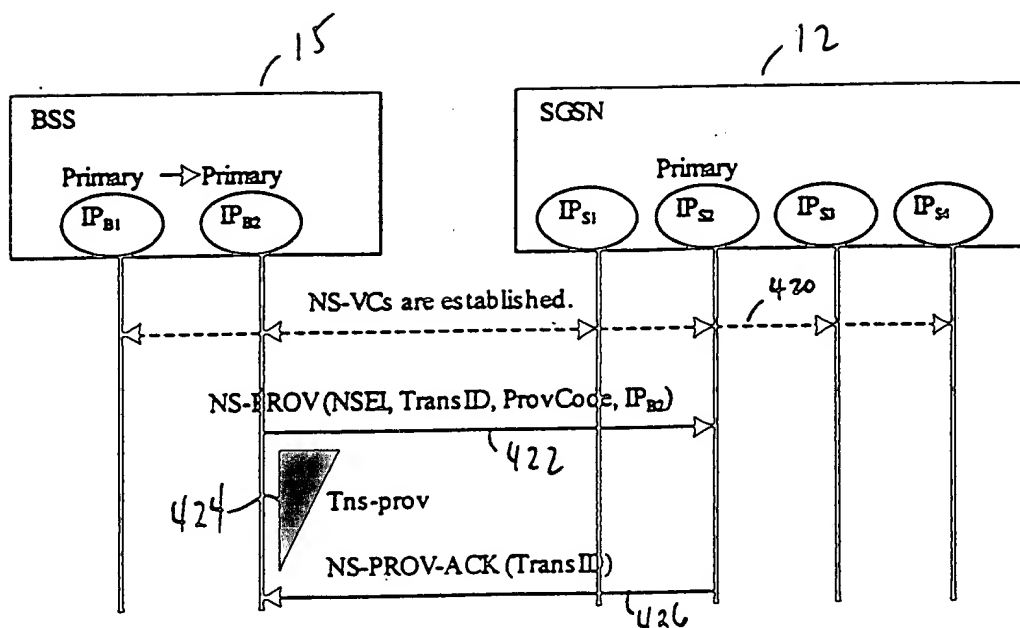 15
12
BSS
SGSN
Primary Primary
Primary
IPB1
IPB2
IPS1
IPS2
IPS3
IPS4
NS-VCs are established.
420
NS-PROV (NSEI, TransID, ProvCode, IPB2)
422
424
Tns-prov
NS-PROV-ACK (TransID)
426